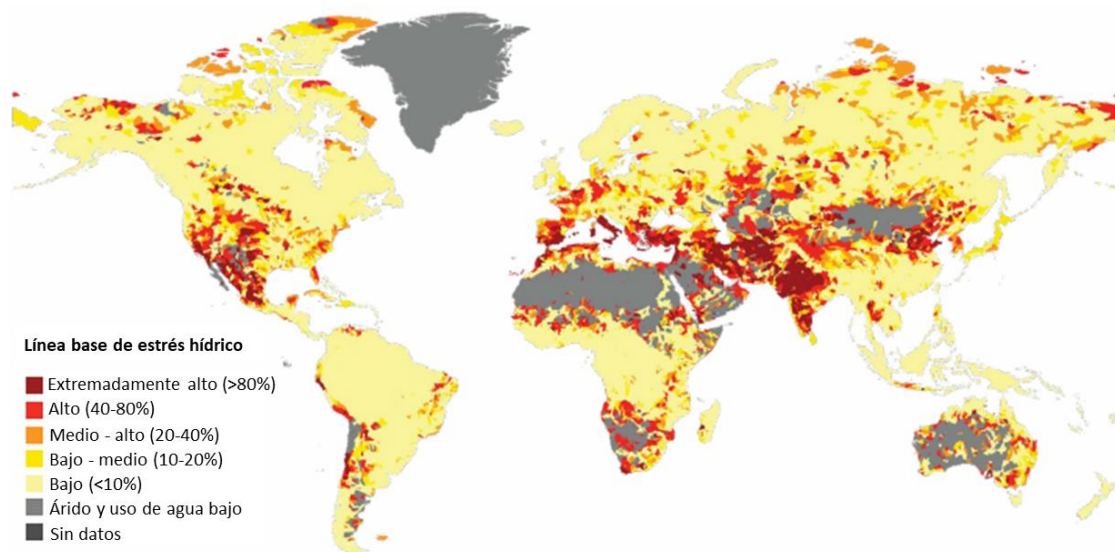 Línea base de estrés hídrico
Extremadamente alto (>80%)
Alto (40-80%)
Medio - alto (20-40%)
Bajo - medio (10-20%)
Bajo (<10%)
Árido y uso de agua bajo
Sin datos